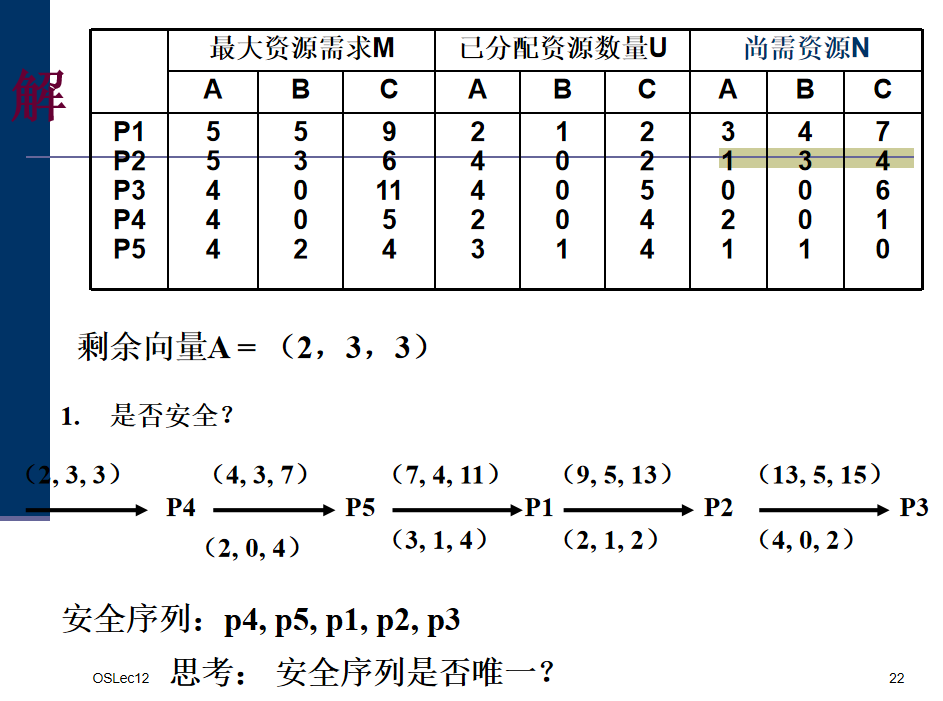 解
最大资源需求M 已分配资源数量U 尚需资源N
A B C A B C A B C
P1 5 5 9 2 1 2 3 4 7
P2 5 3 6 4 0 2 1 3 4
P3 4 0 11 4 0 5 0 0 6
P4 4 0 5 2 0 4 2 0 1
P5 4 2 4 3 1 4 1 1 0
剩余向量A = （2，3，3）
1. 是否安全？
（2, 3, 3） （4, 3, 7） （7, 4, 11） （9, 5, 13） （13, 5, 15）
P4 P5 P1 P2 P3
（2, 0, 4） （3, 1, 4） （2, 1, 2） （4, 0, 2）
安全序列：p4, p5, p1, p2, p3
OSLec12 思考： 安全序列是否唯一？ 22